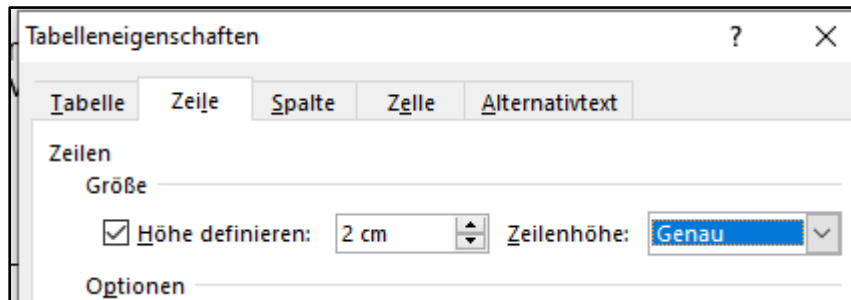 Tabelleneigenschaften ? ×
Tabelle Zeile Spalte Zelle Alternativtext
Zeilen
Größe
Höhe definieren: 2 cm Zeilenhöhe: Genau
Optionen